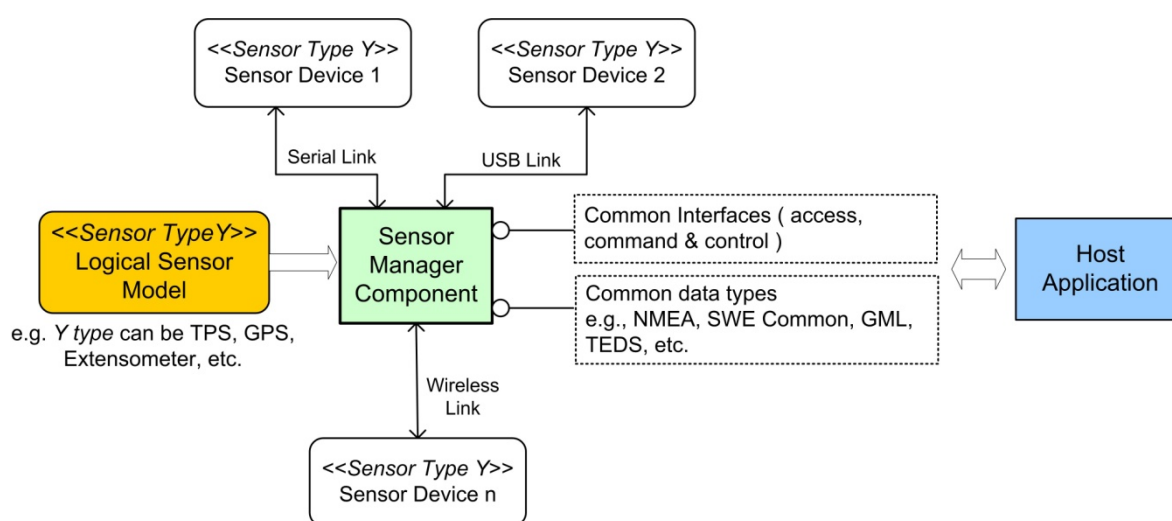 <<Sensor Type Y>>
Sensor Device 1
<<Sensor Type Y>>
Sensor Device 2
Serial Link
USB Link
<<Sensor TypeY>>
Logical Sensor
Model
e.g. Y type can be TPS, GPS,
Extensometer, etc.
Sensor
Manager
Component
Common Interfaces ( access,
command & control )
Common data types
e.g., NMEA, SWE Common, GML,
TEDS, etc.
Host
Application
Wireless
Link
<<Sensor Type Y>>
Sensor Device n